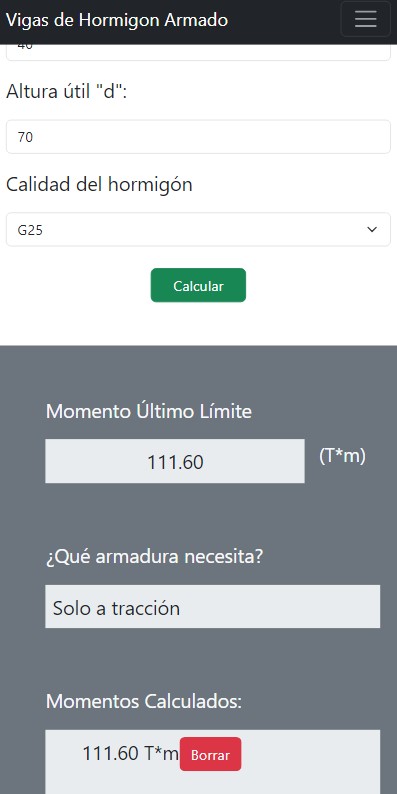 Vigas de Hormigon Armado
40
Altura útil "d":
70
Calidad del hormigón
G25
Calcular
Momento Último Límite
111.60
(T*m)
¿Qué armadura necesita?
Solo a tracción
Momentos Calculados:
111.60 T*m Borrar